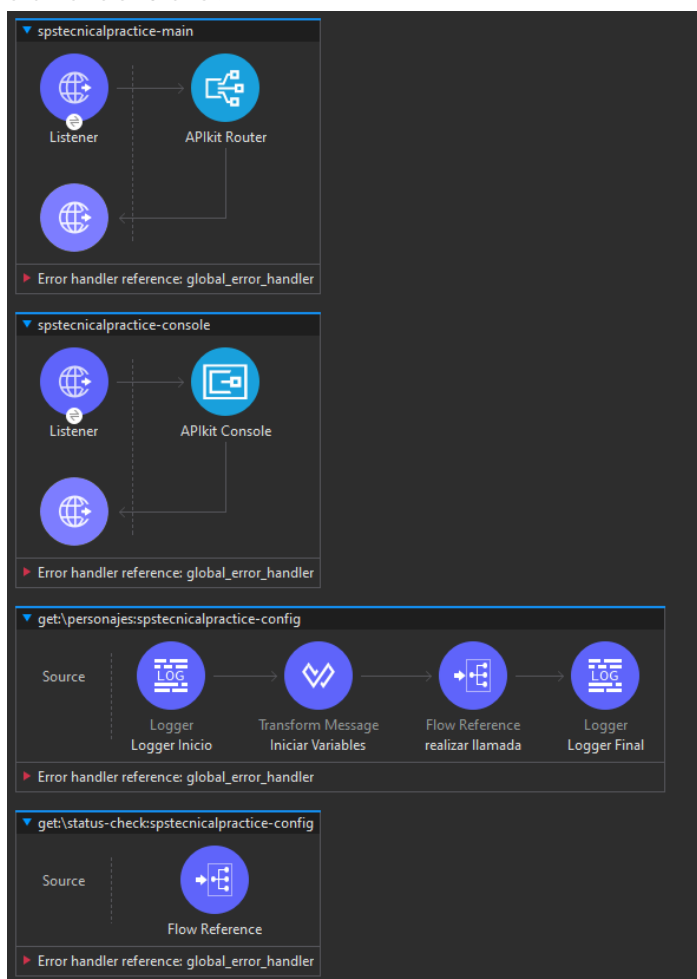 spstecnicalpractice-main
Listener
APIkit Router
Error handler reference: global_error_handler
spstecnicalpractice-console
Listener
APIkit Console
Error handler reference: global_error_handler
get:\personajes:spstecnicalpractice-config
Source
LOG
LOG
Logger
Transform Message
Flow Reference
Logger
Logger Inicio
Iniciar Variables
realizar llamada
Logger Final
Error handler reference: global_error_handler
get:\status-check:spstecnicalpractice-config
Source
Flow Reference
Error handler reference: global_error_handler